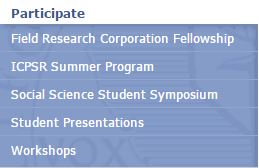 Participate
Field Research Corporation Fellowship
ICPSR Summer Program
Social Science Student Symposium
Student Presentations
Workshops